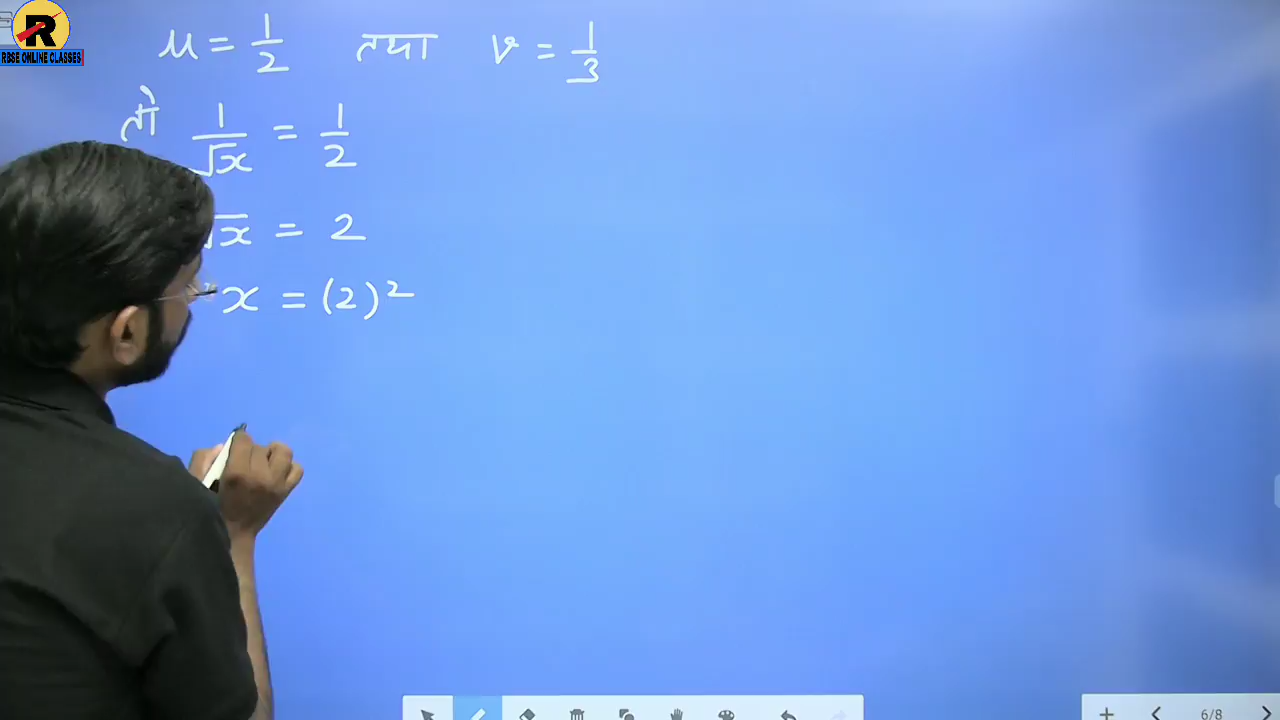 R
RBSE ONLINE CLASSES
u = 1/2 तथा v = 1/3
तो 1/√x = 1/2
√x = 2
x = (2)²
6/8